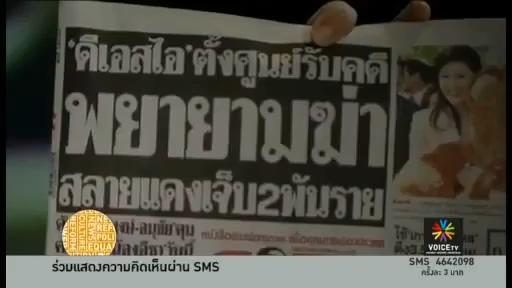 'ดีเอสไอ'ตั้งศูนย์รับคดี
พยายามฆ่า
สลายแดงเจ็บ2พันราย
VOICE TV
ร่วมแสดงความคิดเห็นผ่าน SMS
SMS 4642098
ครั้งละ 3 บาท